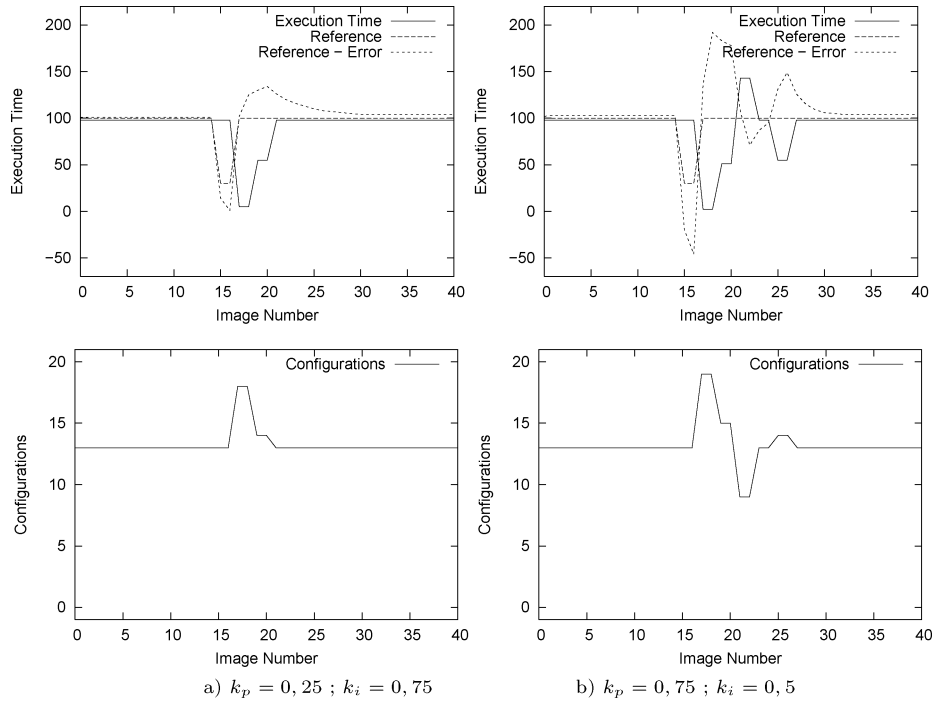 200
150
100
50
0
−50
Execution Time
Execution Time
Reference
Reference − Error
0 5 10 15 20 25 30 35 40
Image Number
200
150
100
50
0
−50
Execution Time
Execution Time
Reference
Reference − Error
0 5 10 15 20 25 30 35 40
Image Number
20
15
10
5
0
Configurations
Configurations
0 5 10 15 20 25 30 35 40
Image Number
20
15
10
5
0
Configurations
Configurations
0 5 10 15 20 25 30 35 40
Image Number
a) kp = 0, 25 ; ki = 0, 75
b) kp = 0, 75 ; ki = 0, 5